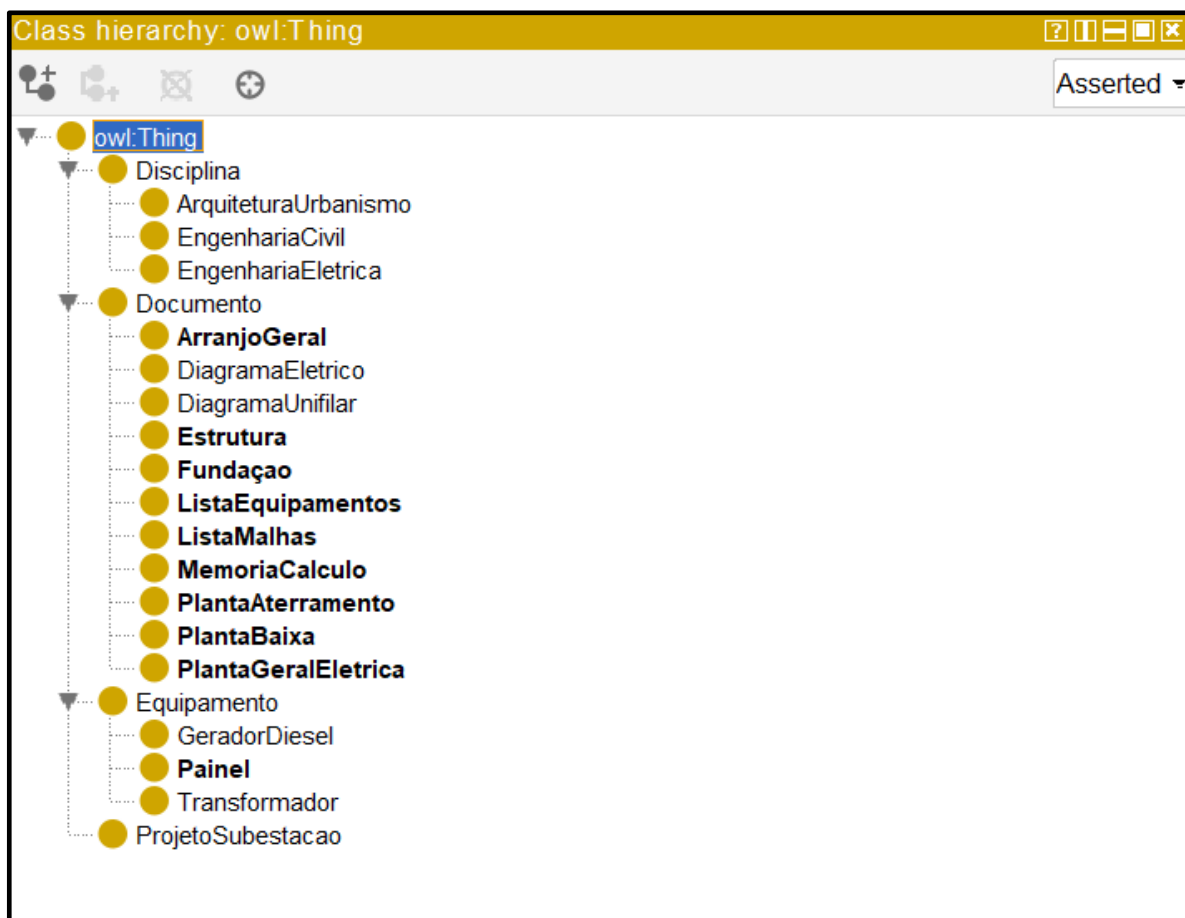 Class hierarchy: owl:Thing
Asserted
owl:Thing
Disciplina
ArquiteturaUrbanismo
EngenhariaCivil
EngenhariaEletrica
Documento
ArranjoGeral
DiagramaEletrico
DiagramaUnifilar
Estrutura
Fundaçao
ListaEquipamentos
ListaMalhas
MemoriaCalculo
PlantaAterramento
PlantaBaixa
PlantaGeralEletrica
Equipamento
GeradorDiesel
Painel
Transformador
ProjetoSubestacao